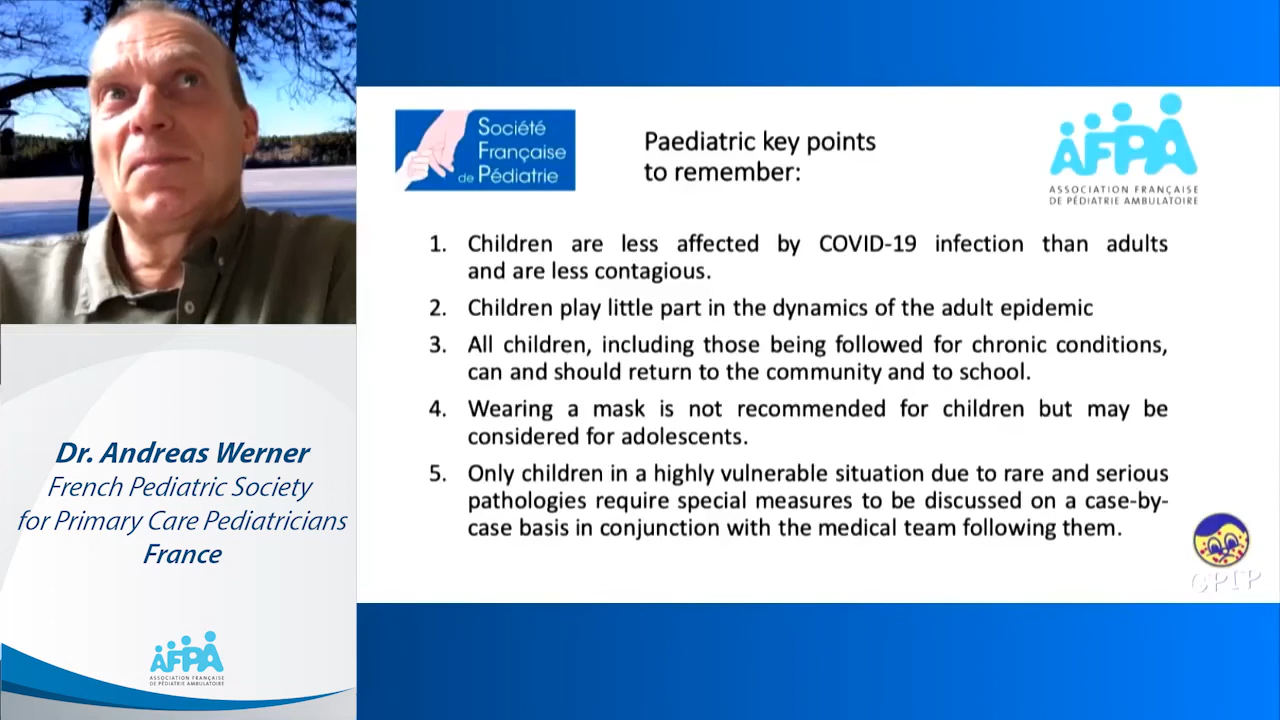 Société
Française
de Pédiatrie
Paediatric key points
to remember:
AFPA
ASSOCIATION FRANÇAISE
DE PÉDIATRIE AMBULATOIRE
1. Children are less affected by COVID-19 infection than adults
and are less contagious.
2. Children play little part in the dynamics of the adult epidemic
3. All children, including those being followed for chronic conditions,
can and should return to the community and to school.
4. Wearing a mask is not recommended for children but may be
considered for adolescents.
5. Only children in a highly vulnerable situation due to rare and serious
pathologies require special measures to be discussed on a case-by-
case basis in conjunction with the medical team following them.
GPIP
Dr. Andreas Werner
French Pediatric Society
for Primary Care Pediatricians
France
AFPA
ASSOCIATION FRANÇAISE
DE PÉDIATRIE AMBULATOIRE